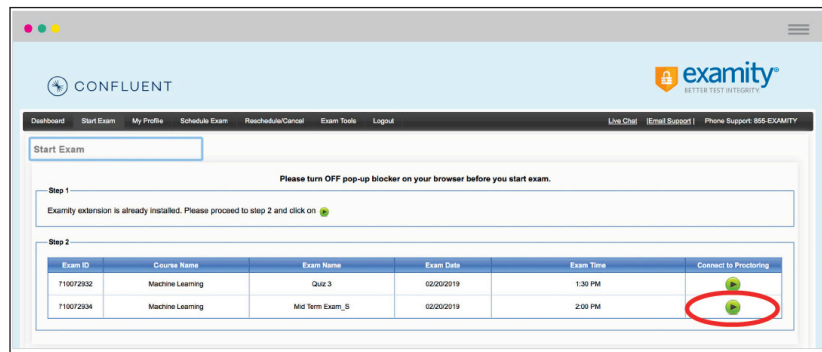 CONFLUENT
examity®
BETTER TEST INTEGRITY.
Dashboard Start Exam My Profile Schedule Exam Reschedule/Cancel Exam Tools Logout Live Chat |Email Support| Phone Support: 855-EXAMITY
Start Exam
Please turn OFF pop-up blocker on your browser before you start exam.
Step 1
Examity extension is already installed. Please proceed to step 2 and click on
Step 2
Exam ID Course Name Exam Name Exam Date Exam Time Connect to Proctoring
710072932 Machine Learning Quiz 3 02/20/2019 1:30 PM
710072934 Machine Learning Mid Term Exam_S 02/20/2019 2:00 PM